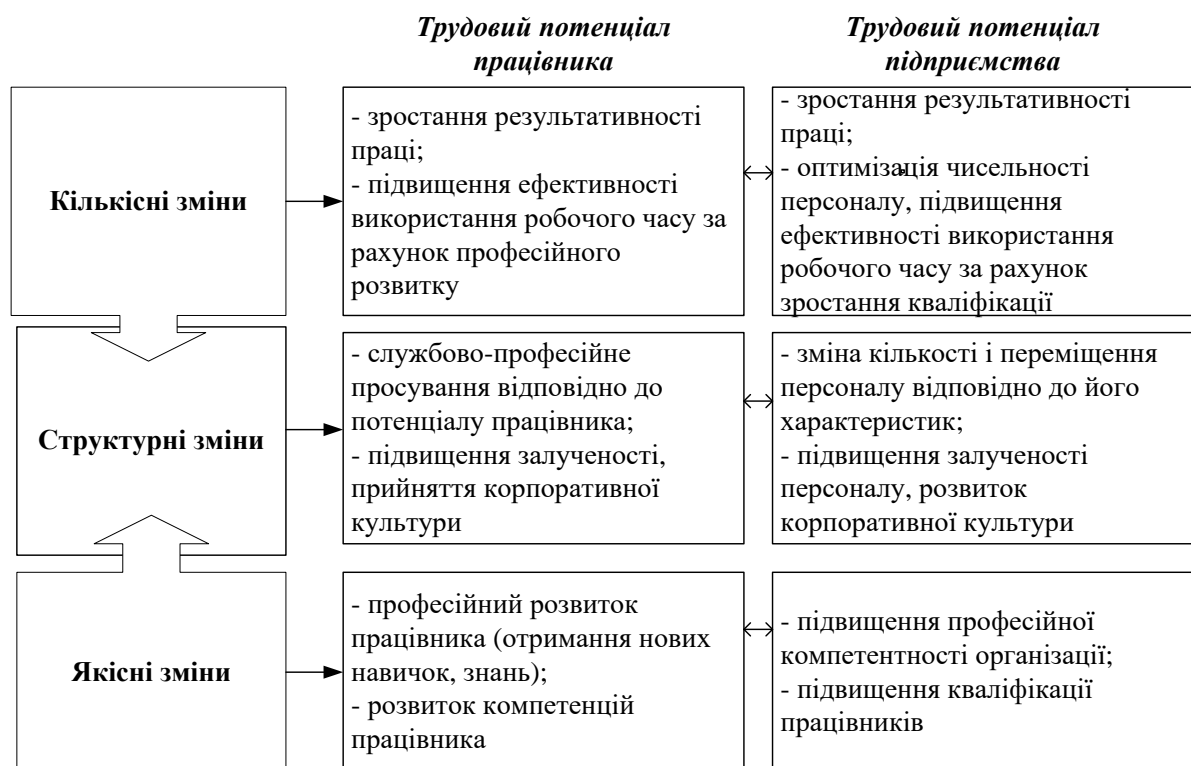 Трудовий потенціал
працівника
Трудовий потенціал
підприємства
Кількісні зміни
- зростання результативності
праці;
- підвищення ефективності
використання робочого часу за
рахунок професійного
розвитку
- зростання результативності
праці;
- оптимізація чисельності
персоналу, підвищення
ефективності використання
робочого часу за рахунок
зростання кваліфікації
Структурні зміни
- службово-професійне
просування відповідно до
потенціалу працівника;
- підвищення залученості,
прийняття корпоративної
культури
- зміна кількості і переміщення
персоналу відповідно до його
характеристик;
- підвищення залученості
персоналу, розвиток
корпоративної культури
Якісні зміни
- професійний розвиток
працівника (отримання нових
навичок, знань);
- розвиток компетенцій
працівника
- підвищення професійної
компетентності організації;
- підвищення кваліфікації
працівників